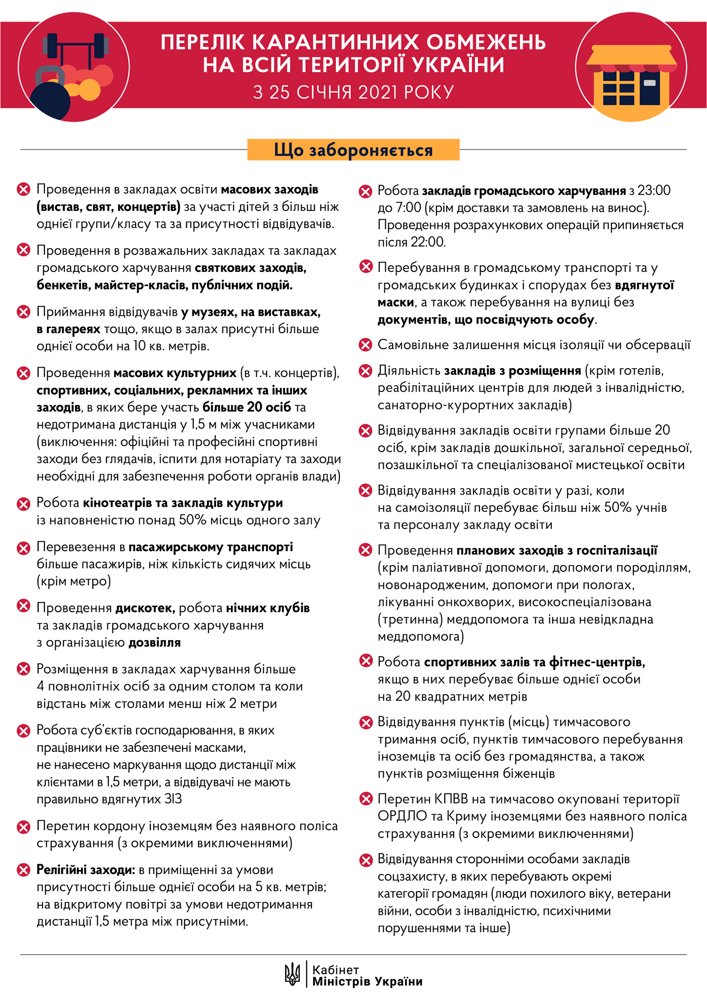 ПЕРЕЛІК КАРАНТИННИХ ОБМЕЖЕНЬ
НА ВСІЙ ТЕРИТОРІЇ УКРАЇНИ
З 25 СІЧНЯ 2021 РОКУ
Що забороняється
Проведення в закладах освіти масових заходів
(вистав, свят, концертів) за участі дітей з більш ніж
однієї групи/класу та за присутності відвідувачів.
Проведення в розважальних закладах та закладах
громадського харчування святкових заходів,
бенкетів, майстер-класів, публічних подій.
Приймання відвідувачів у музеях, на виставках,
в галереях тощо, якщо в залах присутні більше
однієї особи на 10 кв. метрів.
Проведення масових культурних (в т.ч. концертів),
спортивних, соціальних, рекламних та інших
заходів, в яких бере участь більше 20 осіб та
недотримана дистанція у 1,5 м між учасниками
(виключення: офіційні та професійні спортивні
заходи без глядачів, іспити для нотаріату та заходи
необхідні для забезпечення роботи органів влади)
Робота кінотеатрів та закладів культури
із наповненістю понад 50% місць одного залу
Перевезення в пасажирському транспорті
більше пасажирів, ніж кількість сидячих місць
(крім метро)
Проведення дискотек, робота нічних клубів
та закладів громадського харчування
з організацією дозвілля
Розміщення в закладах харчування більше
4 повнолітніх осіб за одним столом та коли
відстань між столами менш ніж 2 метри
Робота суб’єктів господарювання, в яких
працівники не забезпечені масками,
не нанесено маркування щодо дистанції між
клієнтами в 1,5 метри, а відвідувачі не мають
правильно вдягнутих ЗІЗ
Перетин кордону іноземцям без наявного поліса
страхування (з окремими виключеннями)
Релігійні заходи: в приміщенні за умови
присутності більше однієї особи на 5 кв. метрів;
на відкритому повітрі за умови недотримання
дистанції 1,5 метра між присутніми.
Робота закладів громадського харчування з 23:00
до 7:00 (крім доставки та замовлень на винос).
Проведення розрахункових операцій припиняється
після 22:00.
Перебування в громадському транспорті та у
громадських будинках і спорудах без вдягнутої
маски, а також перебування на вулиці без
документів, що посвідчують особу.
Самовільне залишення місця ізоляції чи обсервації
Діяльність закладів з розміщення (крім готелів,
реабілітаційних центрів для людей з інвалідністю,
санаторно-курортних закладів)
Відвідування закладів освіти групами більше 20
осіб, крім закладів дошкільної, загальної середньої,
позашкільної та спеціалізованої мистецької освіти
Відвідування закладів освіти у разі, коли
на самоізоляції перебуває більш ніж 50% учнів
та персоналу закладу освіти
Проведення планових заходів з госпіталізації
(крім паліативної допомоги, допомоги породіллям,
новонародженим, допомоги при пологах,
лікуванні онкохворих, високоспеціалізована
(третинна) меддопомога та інша невідкладна
меддопомога)
Робота спортивних залів та фітнес-центрів,
якщо в них перебуває більше однієї особи
на 20 квадратних метрів
Відвідування пунктів (місць) тимчасового
тримання осіб, пунктів тимчасового перебування
іноземців та осіб без громадянства, а також
пунктів розміщення біженців
Перетин КПВВ на тимчасово окуповані території
ОРДЛО та Криму іноземцями без наявного поліса
страхування (з окремими виключеннями)
Відвідування сторонніми особами закладів
соцзахисту, в яких перебувають окремі
категорії громадян (люди похилого віку, ветерани
війни, особи з інвалідністю, психічними
порушеннями та інше)
Кабінет
Міністрів України